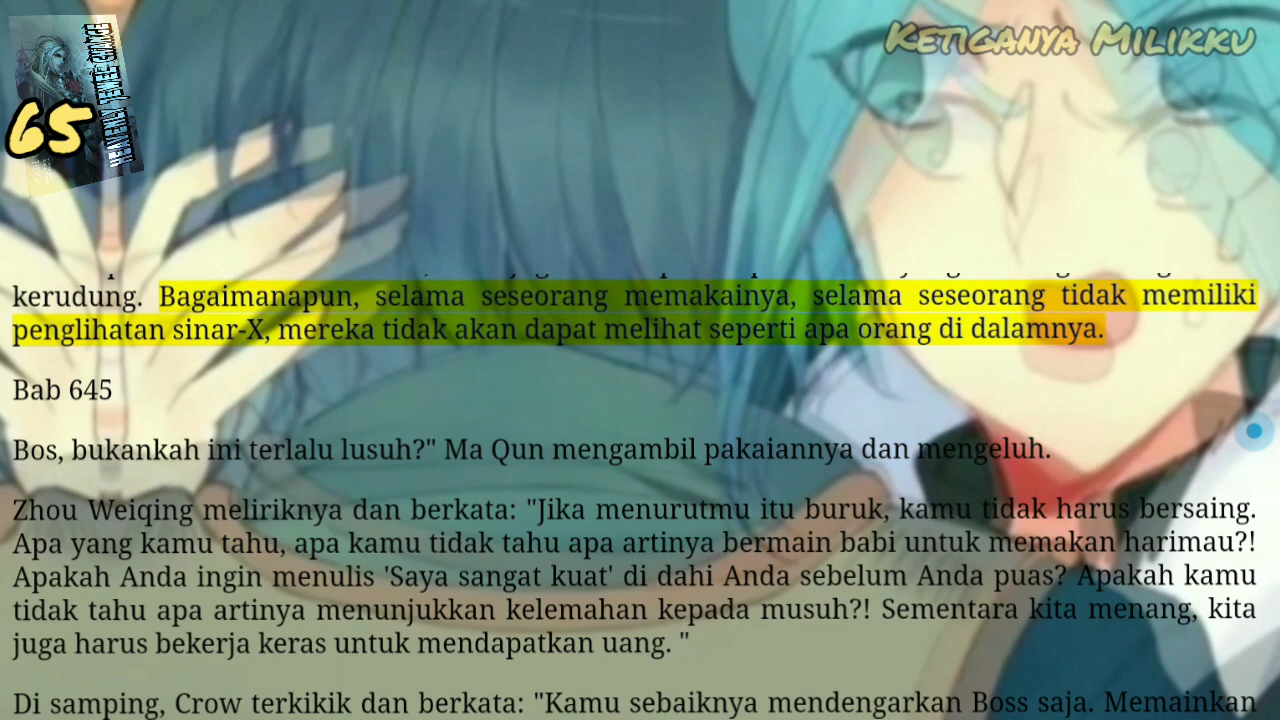 Ketiganya Milikku
65
HEAVENLY JEWEL CHANGE
kerudung. Bagaimanapun, selama seseorang memakainya, selama seseorang tidak memiliki
penglihatan sinar-X, mereka tidak akan dapat melihat seperti apa orang di dalamnya.
Bab 645
Bos, bukankah ini terlalu lusuh?" Ma Qun mengambil pakaiannya dan mengeluh.
Zhou Weiqing meliriknya dan berkata: "Jika menurutmu itu buruk, kamu tidak harus bersaing.
Apa yang kamu tahu, apa kamu tidak tahu apa artinya bermain babi untuk memakan harimau?!
Apakah Anda ingin menulis 'Saya sangat kuat' di dahi Anda sebelum Anda puas? Apakah kamu
tidak tahu apa artinya menunjukkan kelemahan kepada musuh?! Sementara kita menang, kita
juga harus bekerja keras untuk mendapatkan uang. "
Di samping, Crow terkikik dan berkata: "Kamu sebaiknya mendengarkan Boss saja. Memainkan